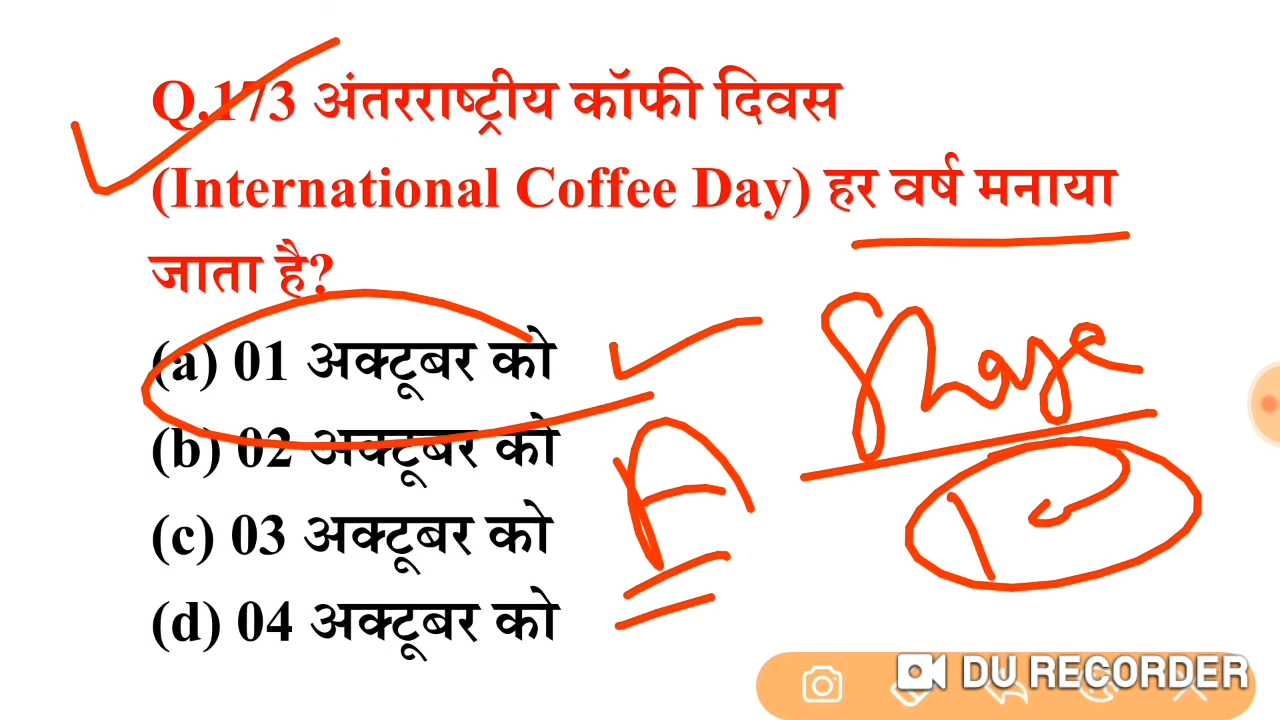 Q.173 अंतरराष्ट्रीय कॉफी दिवस
(International Coffee Day) हर वर्ष मनाया
जाता है?
(a) 01 अक्टूबर को
(b) 02 अक्टूबर को
(c) 03 अक्टूबर को
(d) 04 अक्टूबर को
Share
A
DU RECORDER